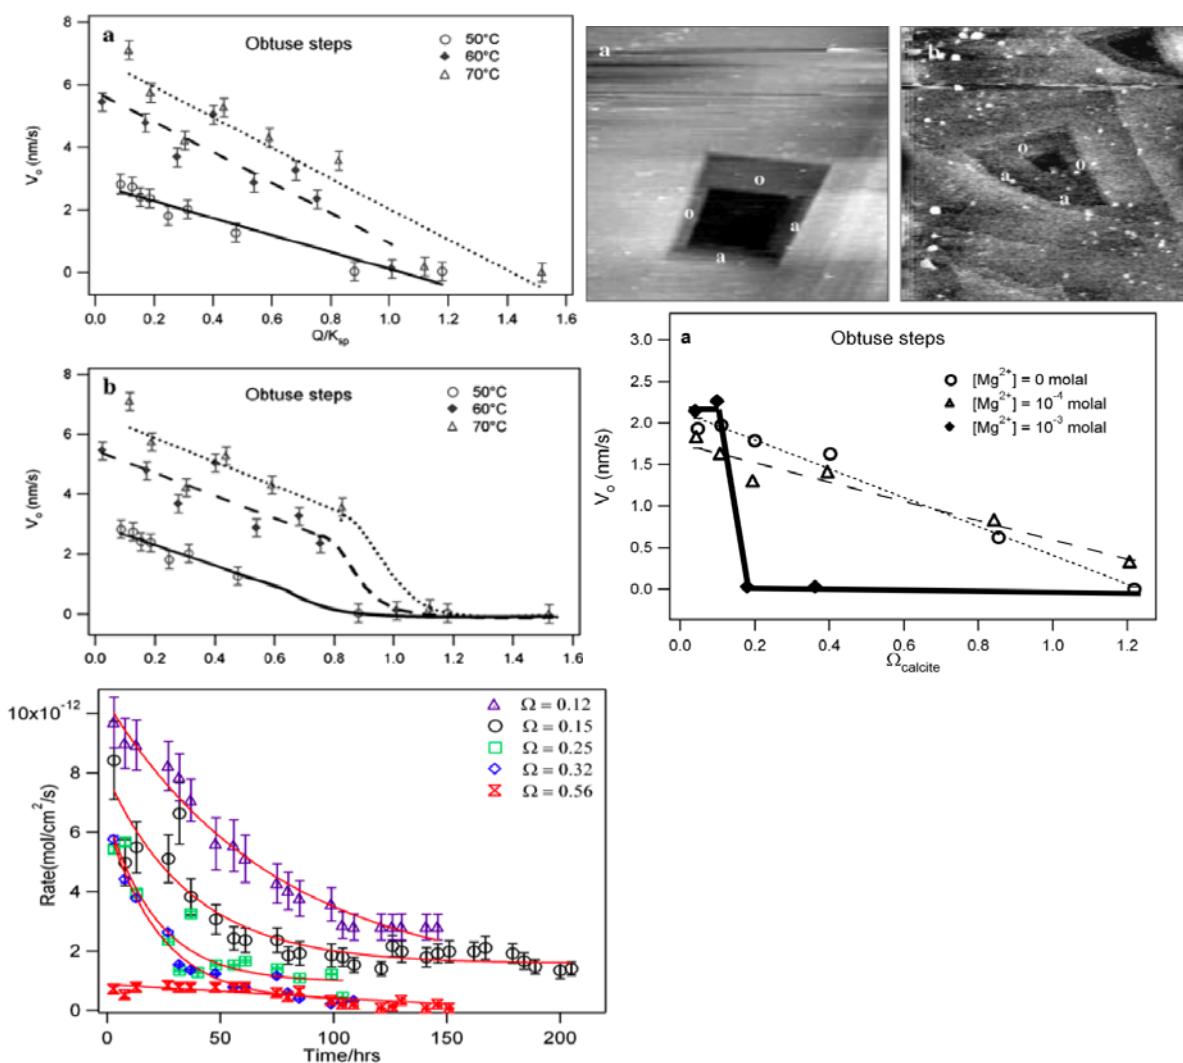 a
Obtuse steps
50°C
60°C
70°C
8
6
4
2
0
V₀ (nm/s)
0.0 0.2 0.4 0.6 0.8 1.0 1.2 1.4 1.6
Q/Kₛₚ
a
o
o
a
a
b
o
o
a
a
b
Obtuse steps
50°C
60°C
70°C
8
6
4
2
0
V₀ (nm/s)
0.0 0.2 0.4 0.6 0.8 1.0 1.2 1.4 1.6
a
Obtuse steps
[Mg²⁺] = 0 molal
[Mg²⁺] = 10⁻⁴ molal
[Mg²⁺] = 10⁻³ molal
3.0
2.5
2.0
1.5
1.0
0.5
0.0
V₀ (nm/s)
0.0 0.2 0.4 0.6 0.8 1.0 1.2
Ω calcite
10x10⁻¹²
8
6
4
2
0
Rate(mol/cm²/s)
Ω = 0.12
Ω = 0.15
Ω = 0.25
Ω = 0.32
Ω = 0.56
0 50 100 150 200
Time/hrs